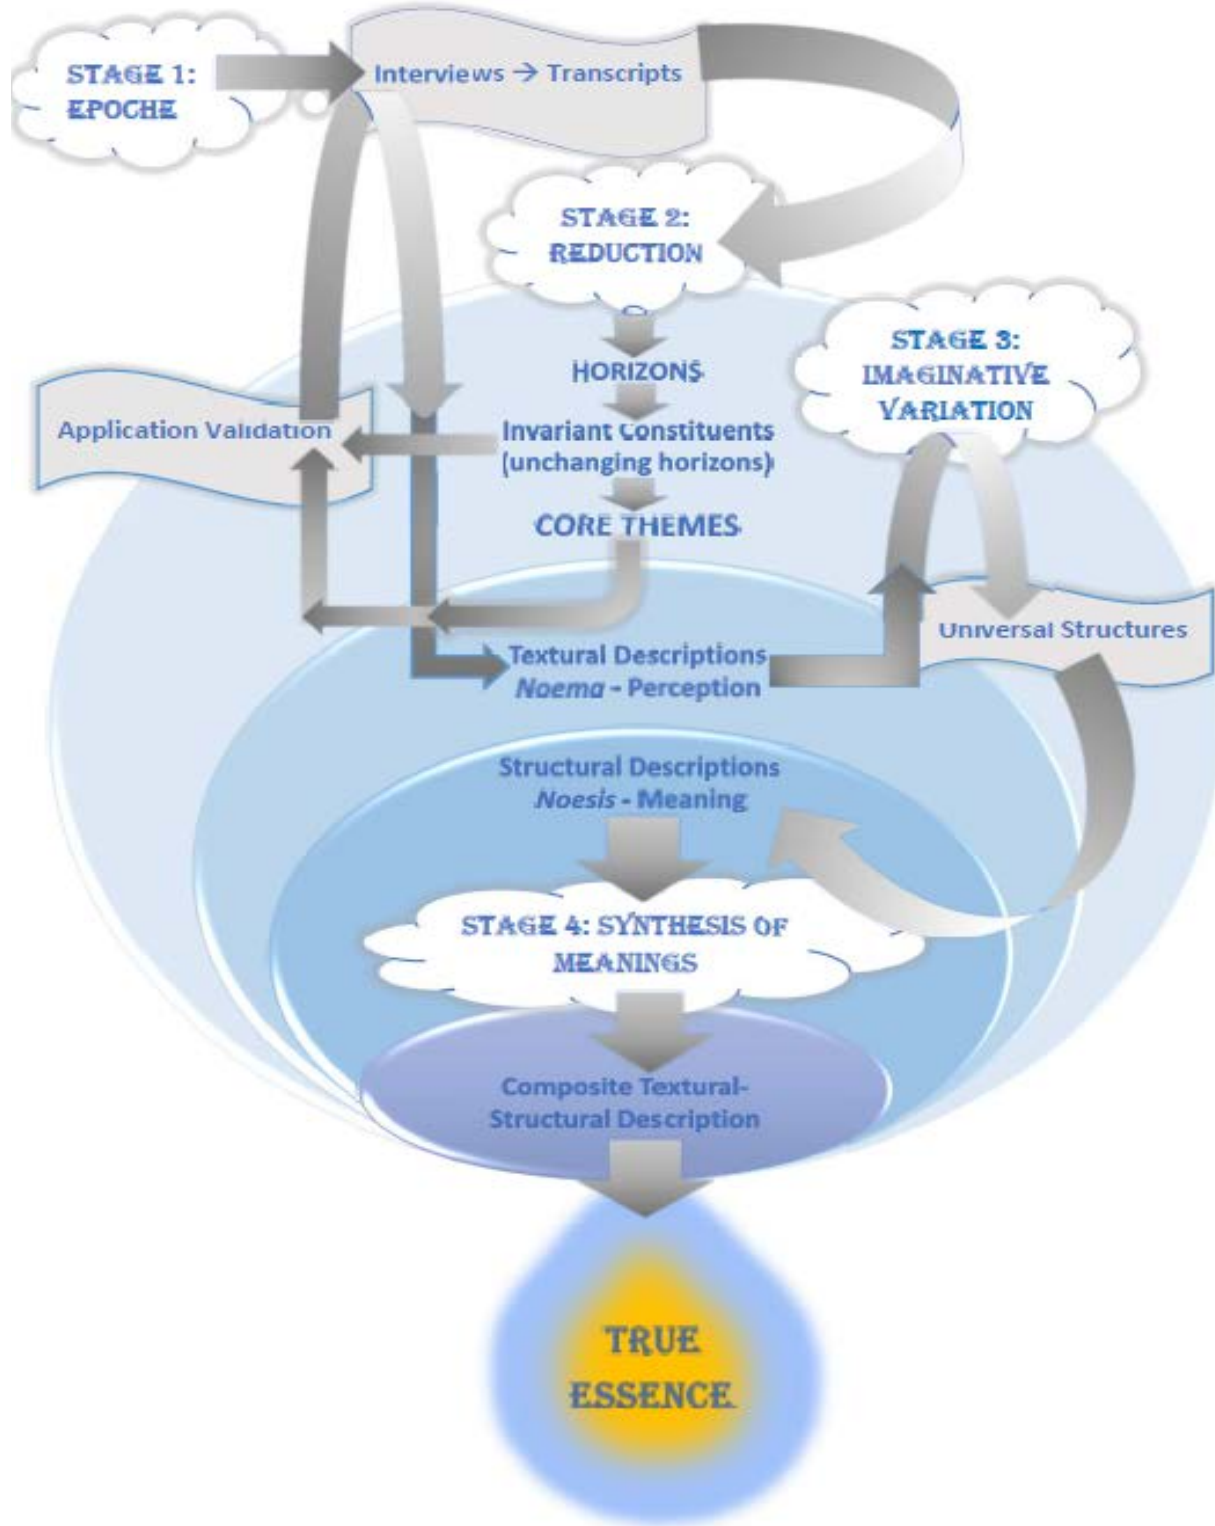 STAGE 1:
EPOCHE
Interviews → Transcripts
STAGE 2:
REDUCTION
HORIZONS
STAGE 3:
IMAGINATIVE
VARIATION
Application Validation
Invariant Constituents
(unchanging horizons)
CORE THEMES
Universal Structures
Textural Descriptions
Noema - Perception
Structural Descriptions
Noesis - Meaning
STAGE 4: SYNTHESIS OF
MEANINGS
Composite Textural-
Structural Description
TRUE
ESSENCE